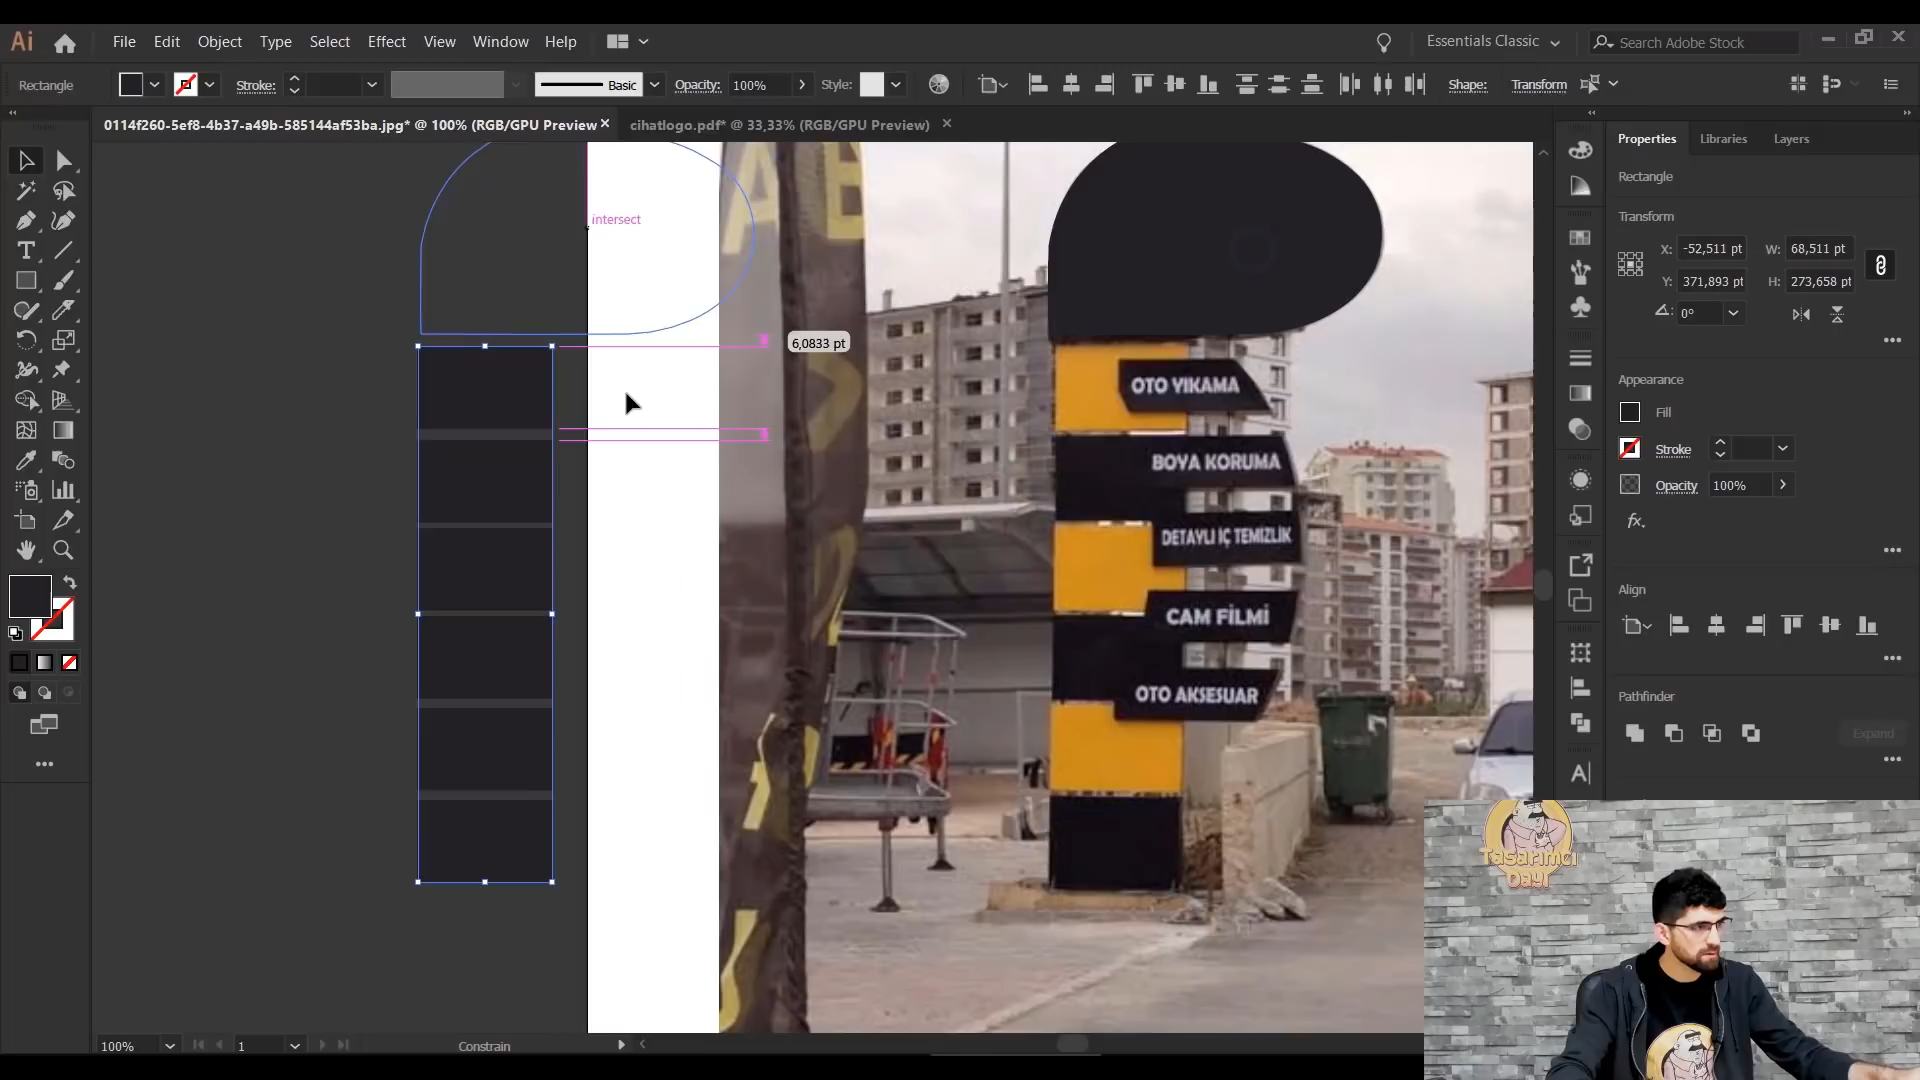 Ai File Edit Object Type Select Effect View Window Help Essentials Classic Search Adobe Stock
Rectangle Stroke: Basic Opacity: 100% Style: Shape: Transform
0114f260-5ef8-4b37-a49b-585144af53ba.jpg* @ 100% (RGB/GPU Preview cihatlogo.pdf* @ 33,33% (RGB/GPU Preview)
Properties Libraries Layers
Rectangle
Transform
X: -52,511 pt W: 68,511 pt
Y: 371,893 pt H: 273,658 pt
0°
Appearance
Fill
Stroke
Opacity 100%
fx.
Align
Pathfinder
Expand
intersect
6,0833 pt
AB
OTO YIKAMA
BOYA KORUMA
DETAYLI İÇ TEMİZLİK
CAM FİLMİ
OTO AKSESUAR
Tasarımcı
Dayı
100% 1 Constrain